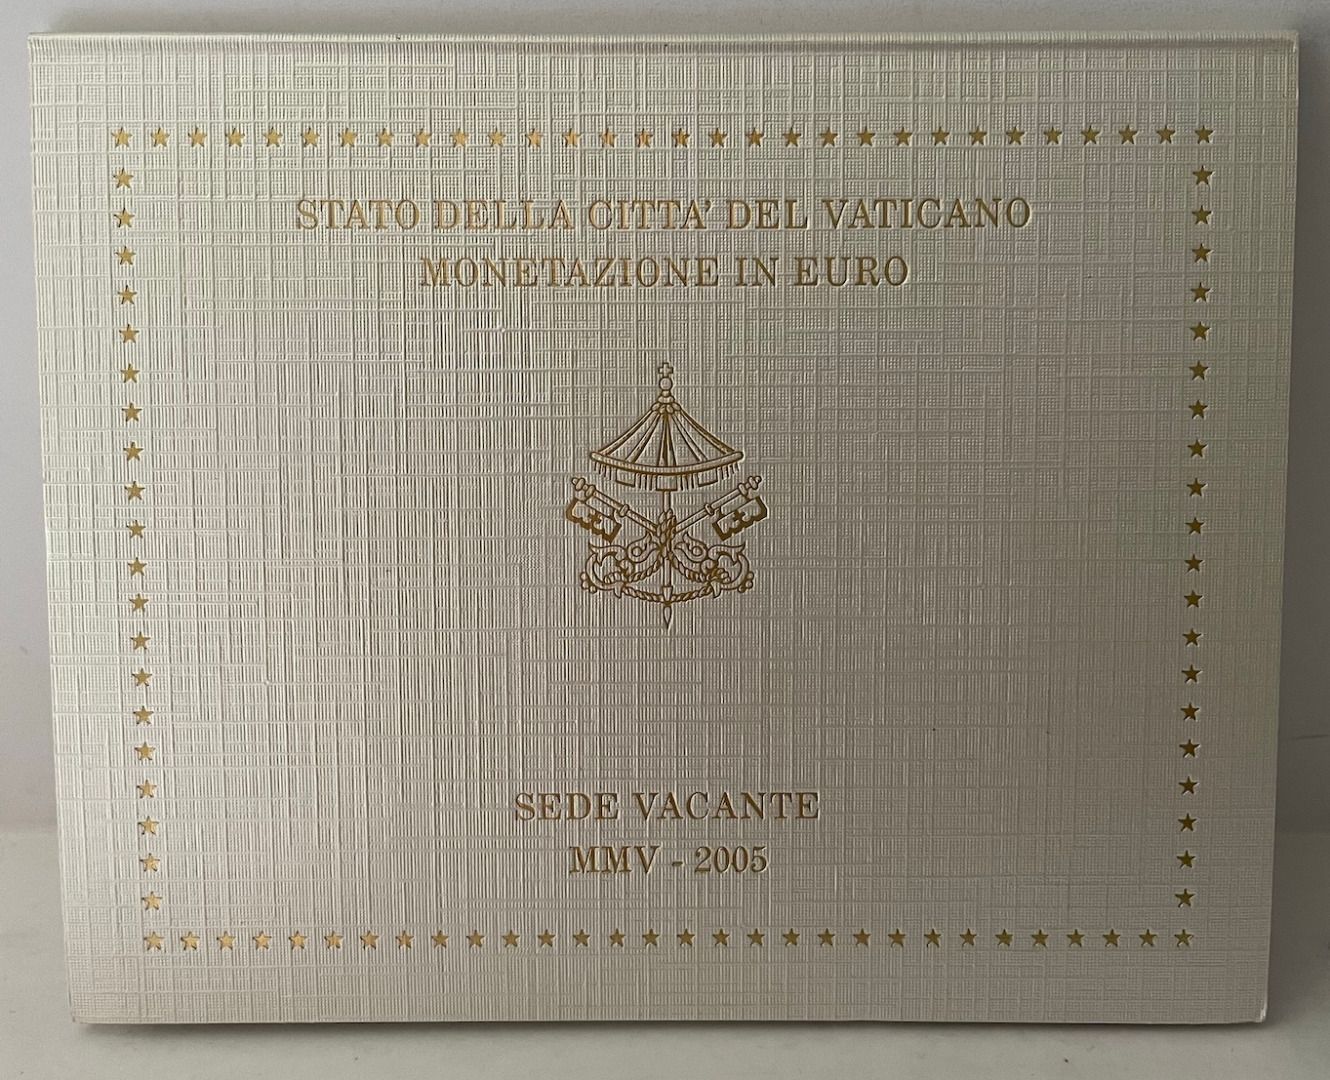 STATO DELLA CITTA' DEL VATICANO
MONETAZIONE IN EURO
SEDE VACANTE
MMV - 2005